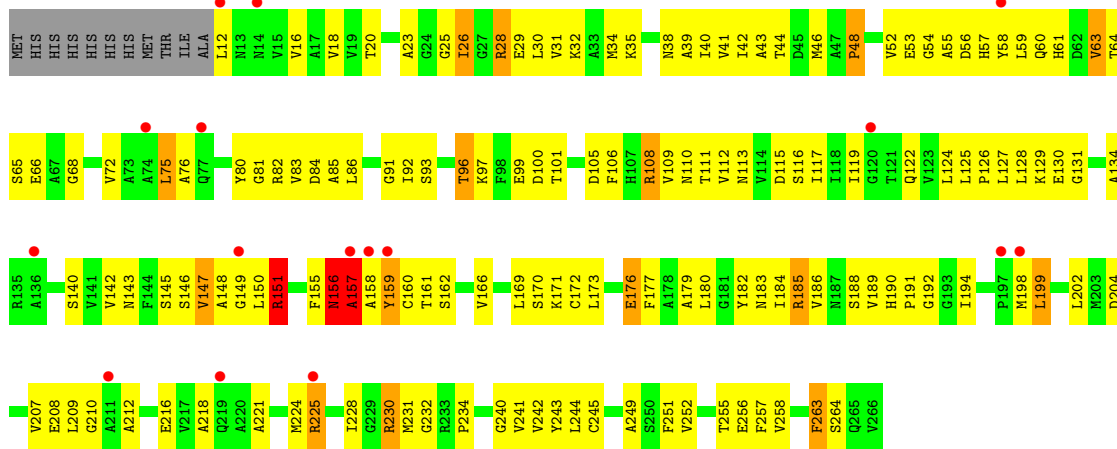 MET HIS HIS HIS HIS HIS HIS MET THR ILE ALA L12 N13 N14 V15 V16 A17 V18 V19 T20 A23 G24 G25 I26 G27 R28 E29 L30 V31 K32 A33 M34 K35 N38 A39 I40 V41 I42 A43 T44 D45 M46 A47 P48 V52 E53 G54 A55 D56 H57 Y58 L59 Q60 H61 D62 V63 T64
S65 E66 A67 G68 V72 A73 A74 L75 A76 Q77 Y80 G81 R82 V83 D84 A85 L86 G91 I92 S93 T96 K97 F98 E99 D100 T101 D105 F106 H107 R108 V109 N110 T111 V112 N113 V114 D115 S116 I117 I118 I119 G120 T121 Q122 V123 L124 L125 P126 L127 L128 K129 E130 G131 A134
R135 A136 S140 V141 V142 N143 F144 S145 S146 V147 A148 G149 L150 R151 F155 N156 A157 A158 Y159 C160 T161 S162 V166 L169 S170 K171 C172 L173 E176 F177 A178 A179 L180 G181 Y182 N183 I184 R185 V186 N187 S188 V189 H190 P191 G192 G193 I194 P197 M198 L199 L202 M203 D204
V207 E208 L209 G210 A211 A212 E216 V217 A218 Q219 A220 A221 M224 R225 I228 G229 R230 M231 G232 R233 P234 G240 V241 V242 Y243 L244 C245 A249 S250 F251 V252 T255 E256 F257 V258 F263 S264 Q265 V266